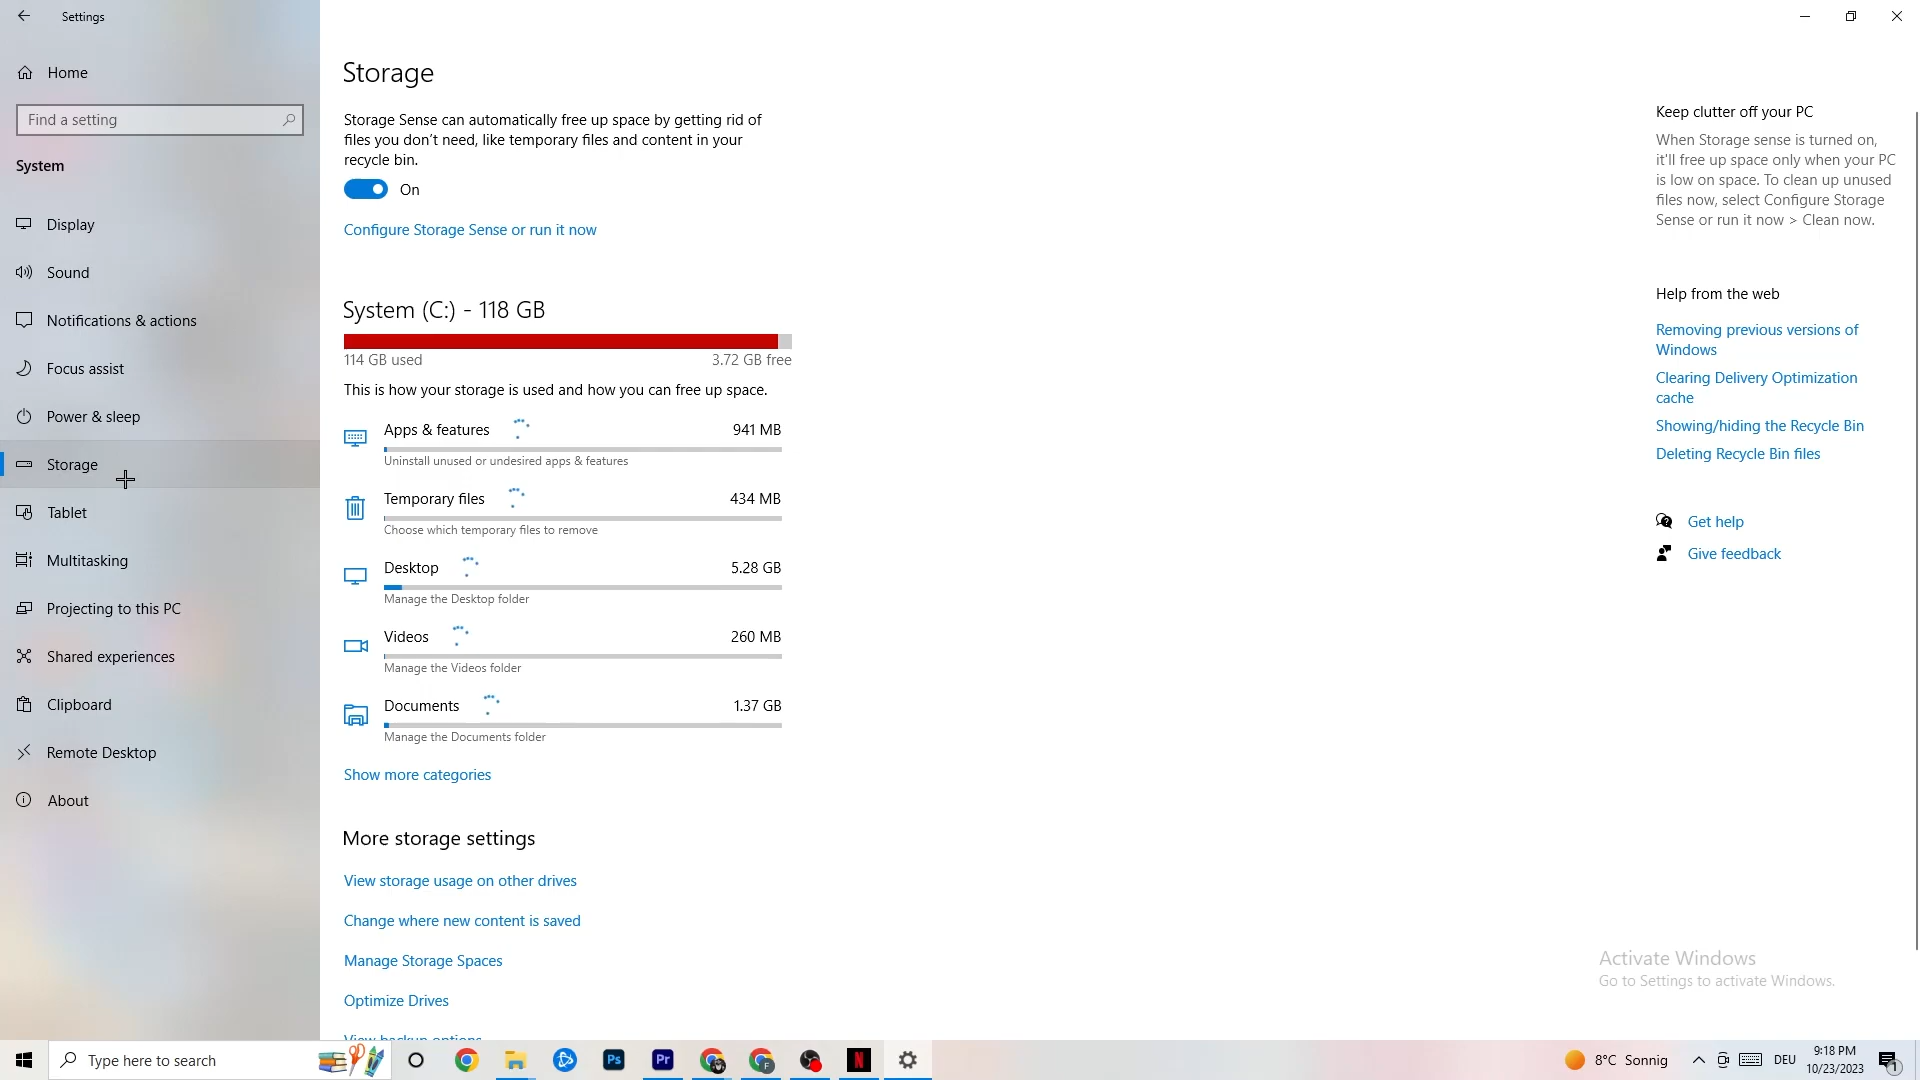 Settings
Home
Find a setting
System
Display
Sound
Notifications & actions
Focus assist
Power & sleep
Storage
Tablet
Multitasking
Projecting to this PC
Shared experiences
Clipboard
Remote Desktop
About
Storage
Storage Sense can automatically free up space by getting rid of
files you don’t need, like temporary files and content in your
recycle bin.
On
Configure Storage Sense or run it now
System (C:) - 118 GB
114 GB used 3.72 GB free
This is how your storage is used and how you can free up space.
Apps & features 941 MB
Uninstall unused or undesired apps & features
Temporary files 434 MB
Choose which temporary files to remove
Desktop 5.28 GB
Manage the Desktop folder
Videos 260 MB
Manage the Videos folder
Documents 1.37 GB
Manage the Documents folder
Show more categories
More storage settings
View storage usage on other drives
Change where new content is saved
Manage Storage Spaces
Optimize Drives
View backup options
Keep clutter off your PC
When Storage sense is turned on,
it'll free up space only when your PC
is low on space. To clean up unused
files now, select Configure Storage
Sense or run it now > Clean now.
Help from the web
Removing previous versions of
Windows
Clearing Delivery Optimization
cache
Showing/hiding the Recycle Bin
Deleting Recycle Bin files
Get help
Give feedback
Activate Windows
Go to Settings to activate Windows.
Type here to search
Ps
Pr
F
N
8°C Sonnig
DEU
9:18 PM
10/23/2023
1